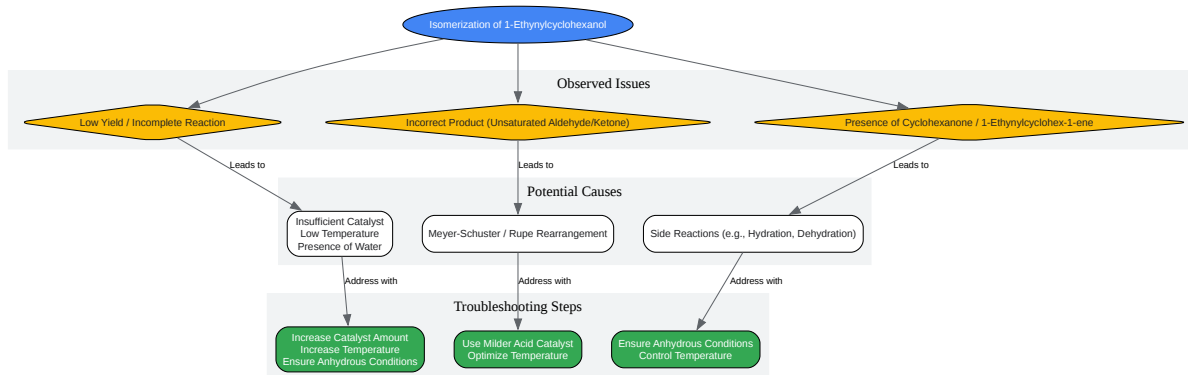 Isomerization of 1-Ethynylcyclohexanol
Observed Issues
Low Yield / Incomplete Reaction
Incorrect Product (Unsaturated Aldehyde/Ketone)
Presence of Cyclohexanone / 1-Ethynylcyclohex-1-ene
Leads to
Leads to
Leads to
Potential Causes
Insufficient Catalyst
Low Temperature
Presence of Water
Meyer-Schuster / Rupe Rearrangement
Side Reactions (e.g., Hydration, Dehydration)
Address with
Address with
Address with
Troubleshooting Steps
Increase Catalyst Amount
Increase Temperature
Ensure Anhydrous Conditions
Use Milder Acid Catalyst
Optimize Temperature
Ensure Anhydrous Conditions
Control Temperature